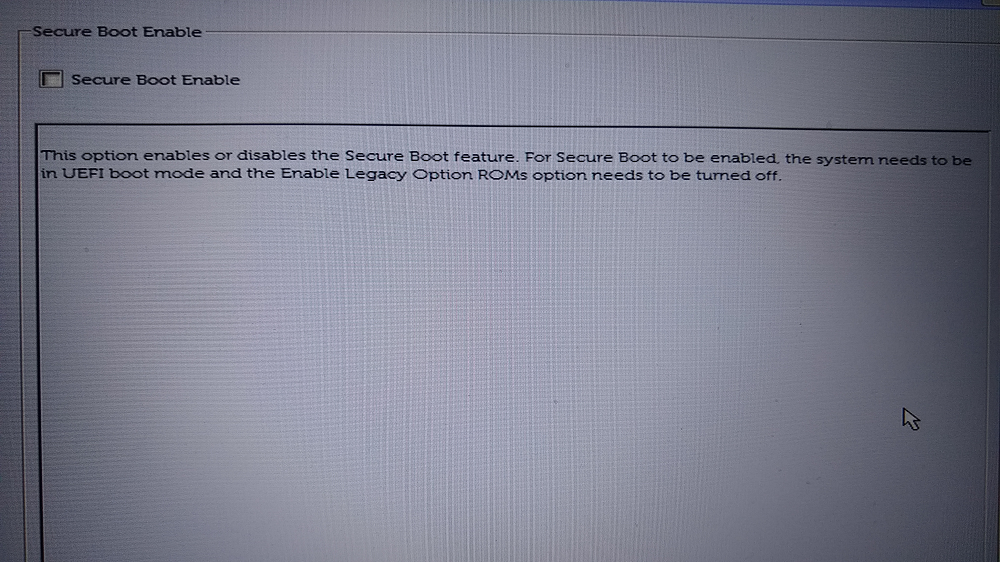 Secure Boot Enable
Secure Boot Enable
This option enables or disables the Secure Boot feature. For Secure Boot to be enabled, the system needs to be
in UEFI boot mode and the Enable Legacy Option ROMs option needs to be turned off.